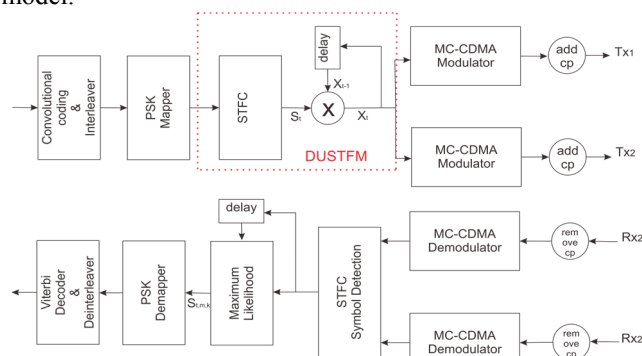 model.
Convolutional
coding
&
Interleaver
PSK
Mapper
STFC
Sₜ
delay
Xₜ₋₁
X
Xₜ
DUSTFM
MC-CDMA
Modulator
add
cp
Tx1
MC-CDMA
Modulator
add
cp
Tx2
Viterbi
Decoder
&
Deinterleaver
PSK
Demapper
Sₜ,ₘ,ₖ
delay
Maximum
Likelihood
STFC
Symbol Detection
MC-CDMA
Demodulator
rem
ove
cp
Rx2
MC-CDMA
Demodulator
rem
ove
cp
Rx2